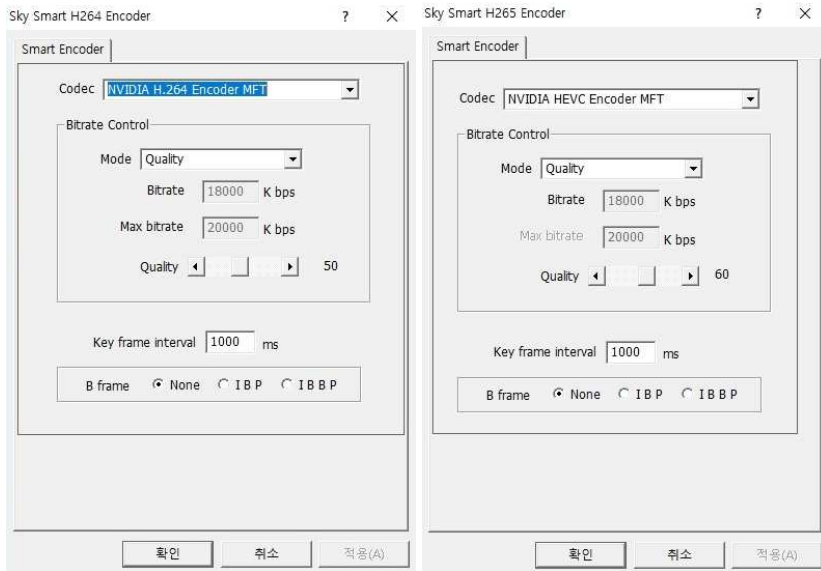 Sky Smart H264 Encoder ? ×
Smart Encoder
Codec NVIDIA H.264 Encoder MFT
Bitrate Control
Mode Quality
Bitrate 18000 K bps
Max bitrate 20000 K bps
Quality 50
Key frame interval 1000 ms
B frame None I B P I B B P
확인 취소 적용(A)
Sky Smart H265 Encoder ? ×
Smart Encoder
Codec NVIDIA HEVC Encoder MFT
Bitrate Control
Mode Quality
Bitrate 18000 K bps
Max bitrate 20000 K bps
Quality 60
Key frame interval 1000 ms
B frame None I B P I B B P
확인 취소 적용(A)